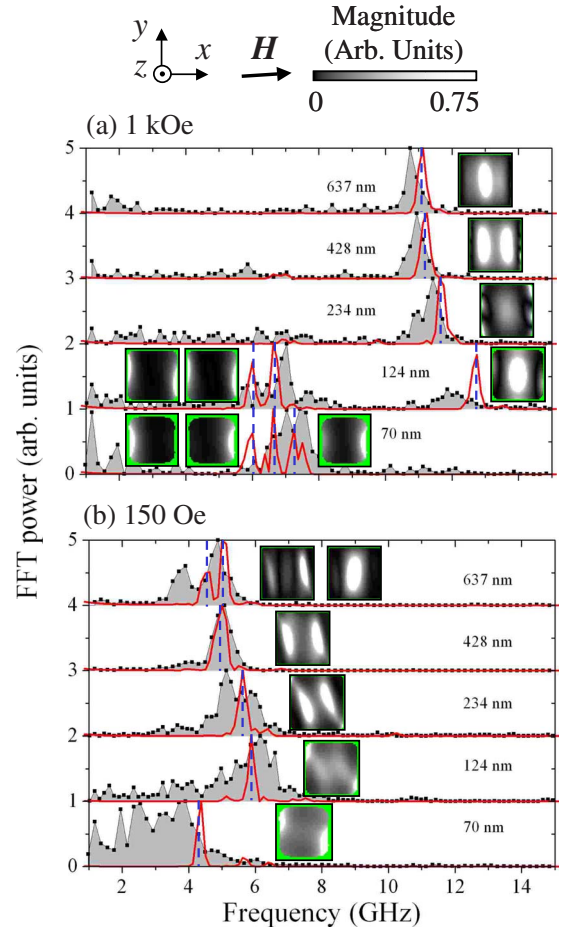 y
x
z
H
Magnitude
(Arb. Units)
0 0.75
(a) 1 kOe
5
637 nm
4
428 nm
3
234 nm
2
124 nm
1
70 nm
0
FFT power (arb. units)
(b) 150 Oe
5
637 nm
4
428 nm
3
234 nm
2
124 nm
1
70 nm
0
2 4 6 8 10 12 14
Frequency (GHz)